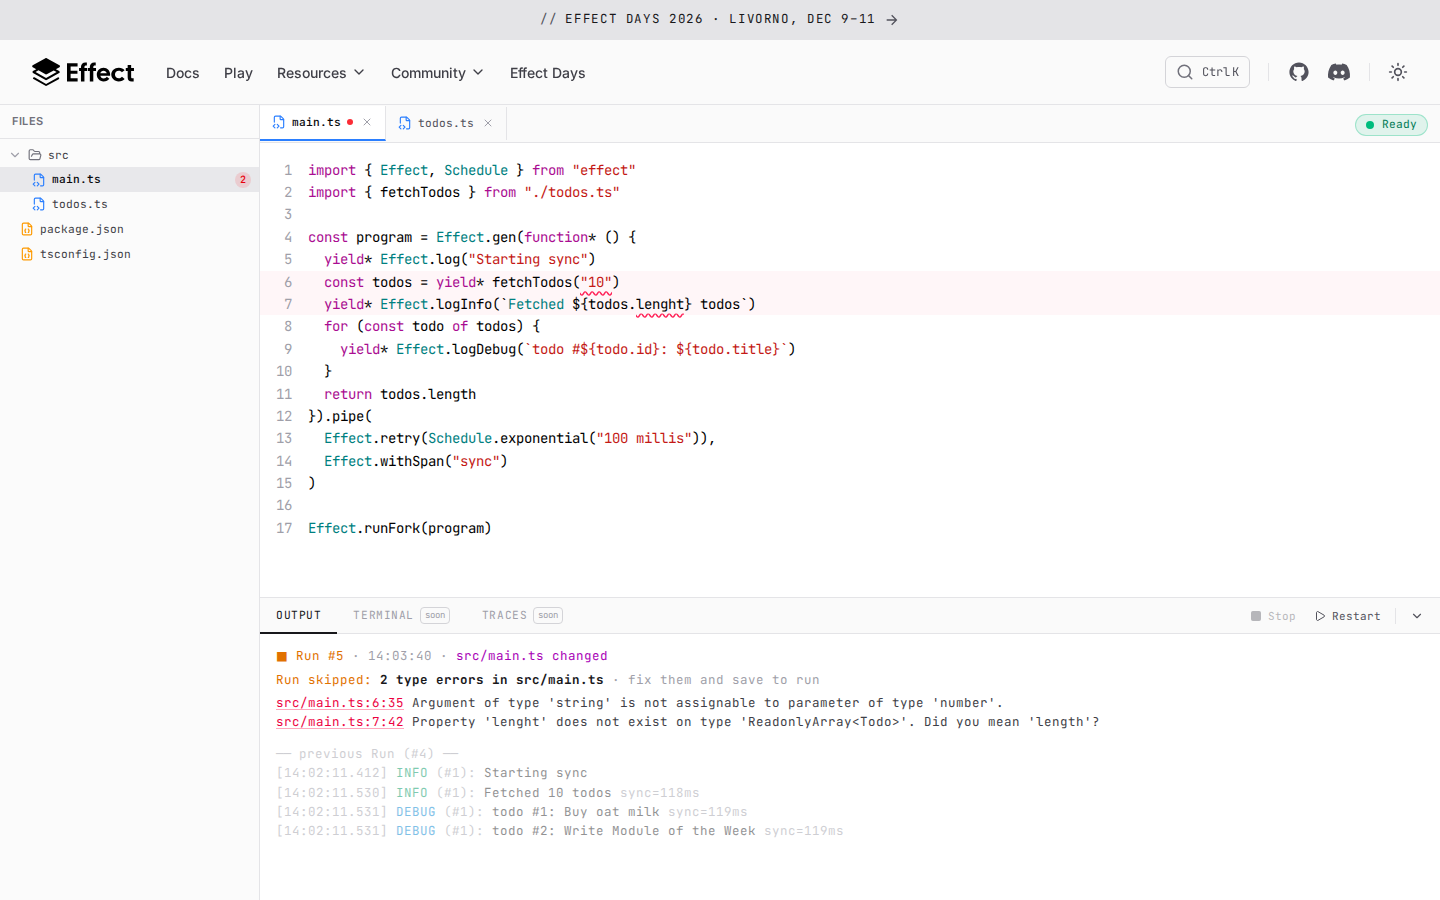 // EFFECT DAYS 2026 · LIVORNO, DEC 9–11 →
Effect
Docs Play Resources Community Effect Days
Ctrl K
FILES
main.ts × todos.ts ×
Ready
src
main.ts 2
todos.ts
package.json
tsconfig.json
1 import { Effect, Schedule } from "effect"
2 import { fetchTodos } from "./todos.ts"
3
4 const program = Effect.gen(function* () {
5 yield* Effect.log("Starting sync")
6 const todos = yield* fetchTodos("10")
7 yield* Effect.logInfo(`Fetched ${todos.lenght} todos`)
8 for (const todo of todos) {
9 yield* Effect.logDebug(`todo #${todo.id}: ${todo.title}`)
10 }
11 return todos.length
12 }).pipe(
13 Effect.retry(Schedule.exponential("100 millis")),
14 Effect.withSpan("sync")
15 )
16
17 Effect.runFork(program)
OUTPUT TERMINAL soon TRACES soon
Stop Restart
Run #5 · 14:03:40 · src/main.ts changed
Run skipped: 2 type errors in src/main.ts · fix them and save to run
src/main.ts:6:35 Argument of type 'string' is not assignable to parameter of type 'number'.
src/main.ts:7:42 Property 'lenght' does not exist on type 'ReadonlyArray<Todo>'. Did you mean 'length'?
── previous Run (#4) ──
[14:02:11.412] INFO (#1): Starting sync
[14:02:11.530] INFO (#1): Fetched 10 todos sync=118ms
[14:02:11.531] DEBUG (#1): todo #1: Buy oat milk sync=119ms
[14:02:11.531] DEBUG (#1): todo #2: Write Module of the Week sync=119ms